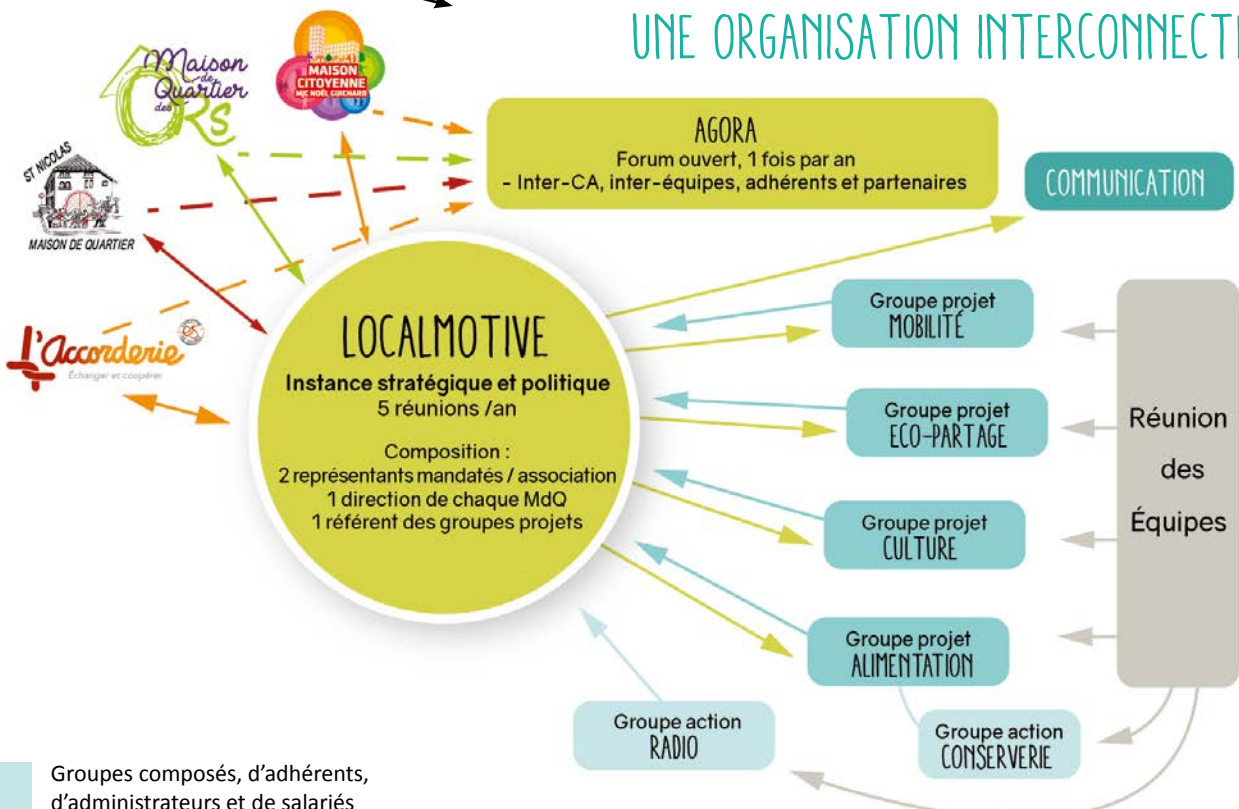 UNE ORGANISATION INTERCONNECT
Maison
de
Quartier
des
ORS
MAISON
CITOYENNE
MJC NOËL GUICHARD
ST NICOLAS
MAISON DE QUARTIER
L'Accorderie
Échanger et coopérer
AGORA
Forum ouvert, 1 fois par an
- Inter-CA, inter-équipes, adhérents et partenaires
COMMUNICATION
LOCALMOTIVE
Instance stratégique et politique
5 réunions /an
Composition :
2 représentants mandatés / association
1 direction de chaque MdQ
1 référent des groupes projets
Groupe projet
MOBILITÉ
Groupe projet
ECO-PARTAGE
Groupe projet
CULTURE
Groupe projet
ALIMENTATION
Réunion
des
Équipes
Groupe action
RADIO
Groupe action
CONSERVERIE
Groupes composés, d'adhérents,
d'administrateurs et de salariés